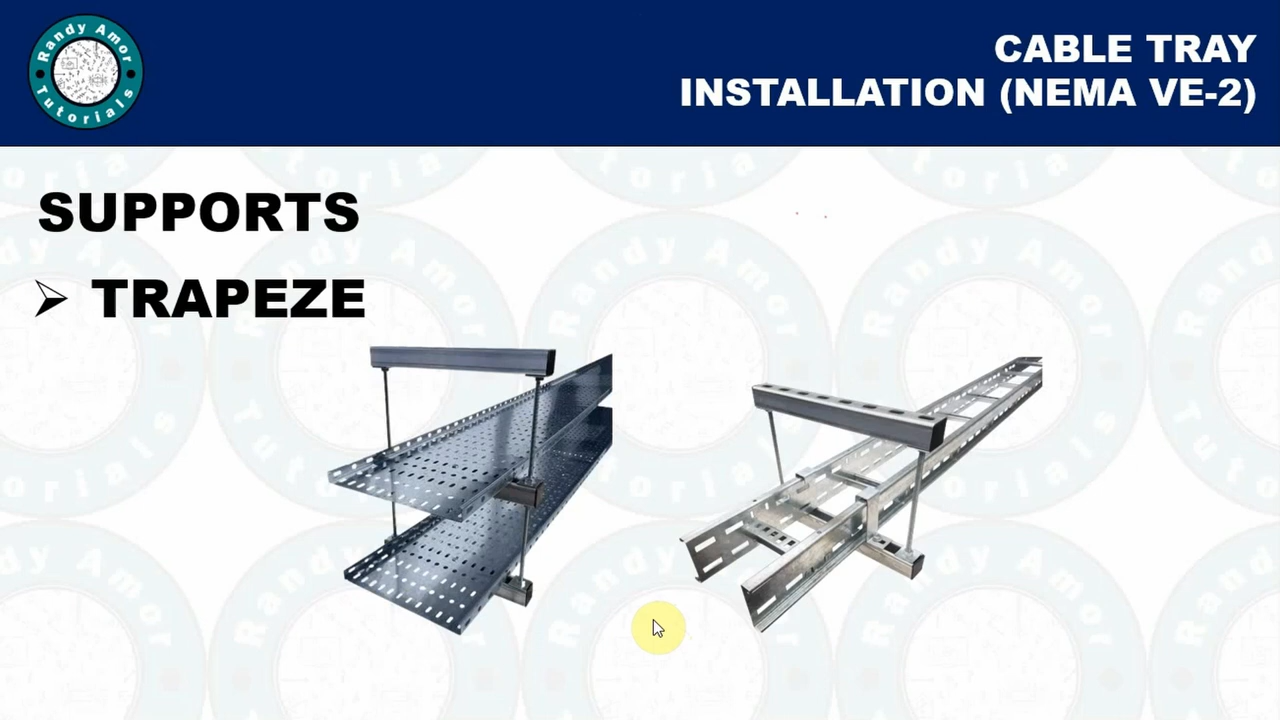 Randy Amor
Tutorials
CABLE TRAY
INSTALLATION (NEMA VE-2)
SUPPORTS
TRAPEZE